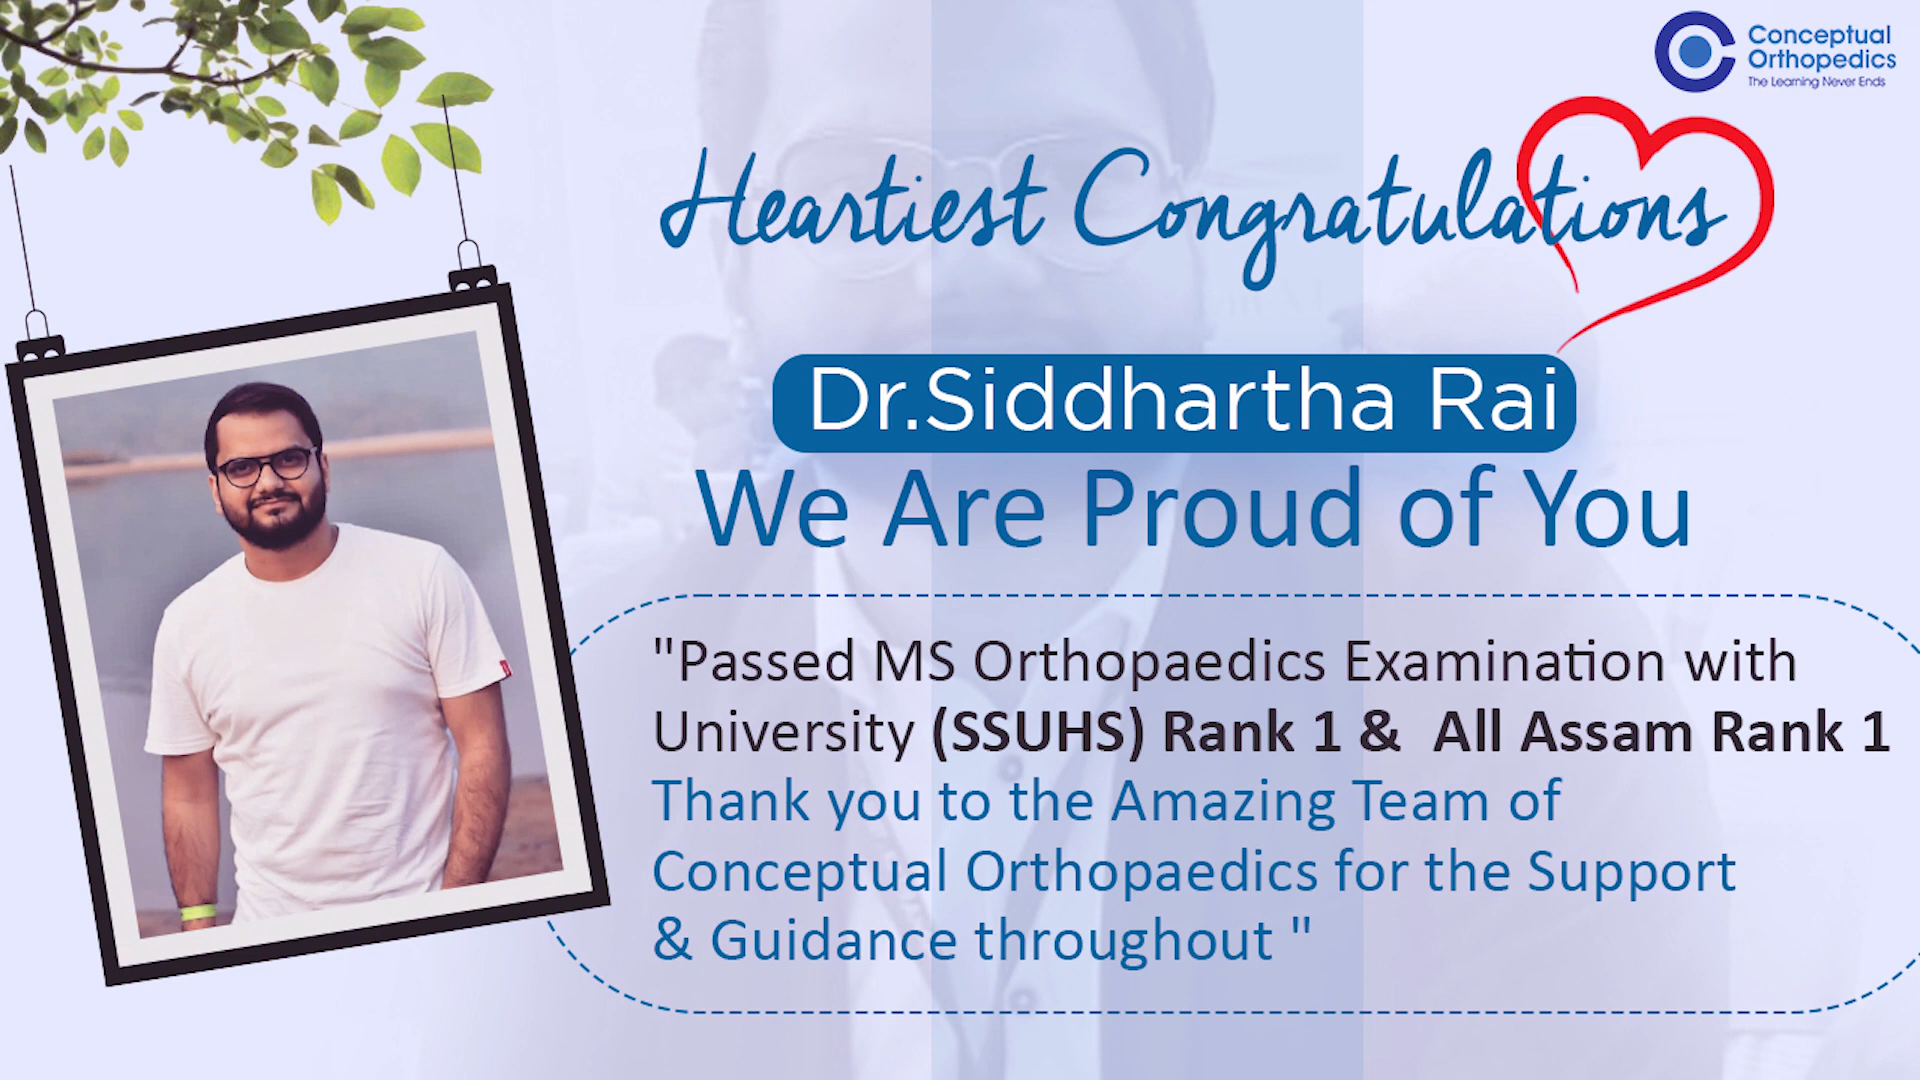 Conceptual
Orthopedics
The Learning Never Ends
Heartiest Congratulations
Dr.Siddhartha Rai
We Are Proud of You
"Passed MS Orthopaedics Examination with
University (SSUHS) Rank 1 & All Assam Rank 1
Thank you to the Amazing Team of
Conceptual Orthopaedics for the Support
& Guidance throughout "